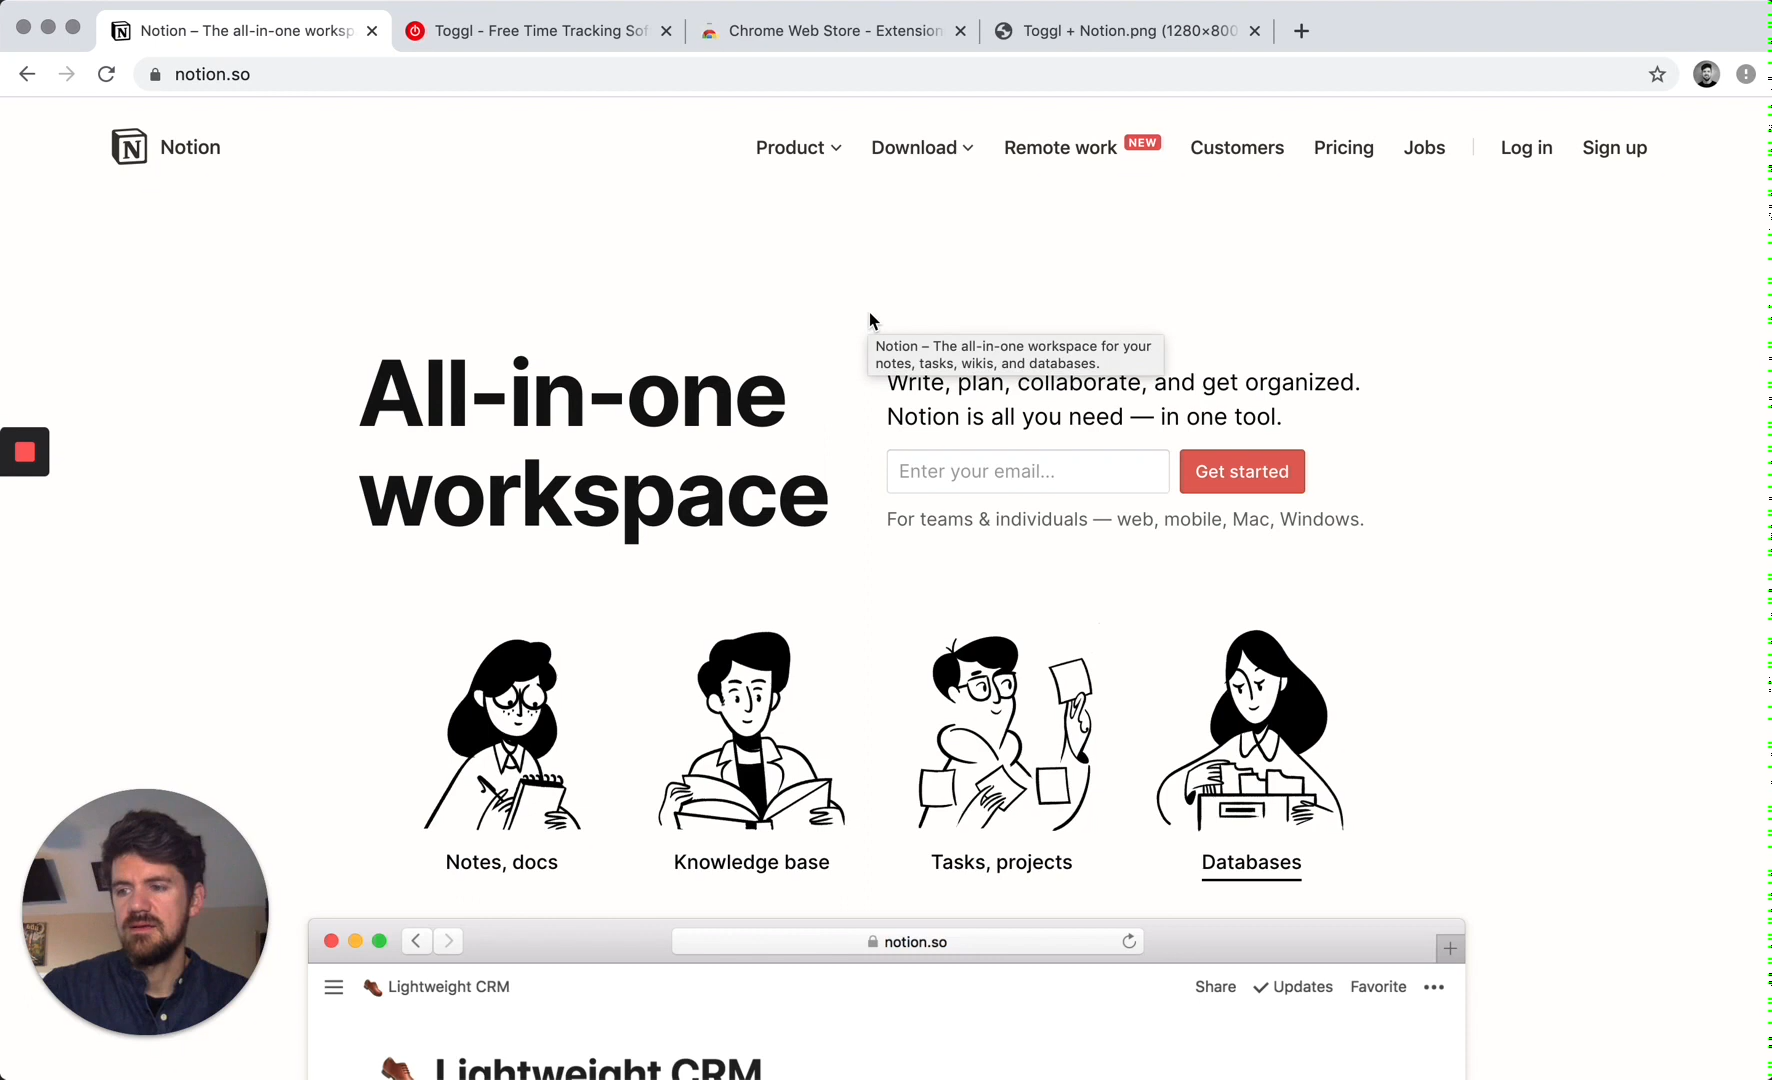 Notion – The all-in-one worksp
Toggl - Free Time Tracking Sof
Chrome Web Store - Extension
Toggl + Notion.png (1280×800
notion.so
Notion
Product
Download
Remote work
NEW
Customers
Pricing
Jobs
Log in
Sign up
Notion – The all-in-one workspace for your
notes, tasks, wikis, and databases.
All-in-one
workspace
Write, plan, collaborate, and get organized.
Notion is all you need — in one tool.
Enter your email...
Get started
For teams & individuals — web, mobile, Mac, Windows.
Notes, docs
Knowledge base
Tasks, projects
Databases
notion.so
Lightweight CRM
Share
Updates
Favorite
Lightweight CRM